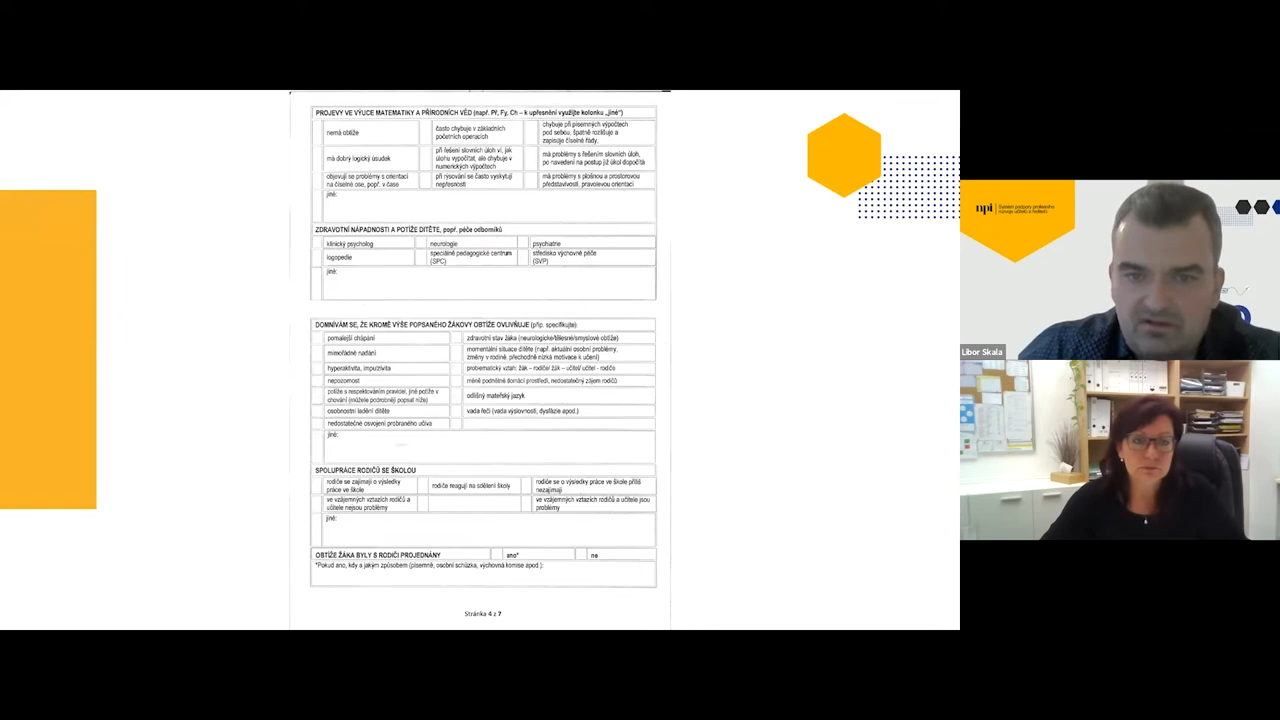 PROJEVY VE VÝUCE MATEMATIKY A PŘÍRODNÍCH VĚD (např. Př, Fy, Ch – k upřesnění využijte kolonku „jiné“)
nemá obtíže
často chybuje v základních
početních operacích
chybuje při písemných výpočtech
pod sebou, špatně rozlišuje a
zapisuje číselné řády,
má dobrý logický úsudek
při řešení slovních úloh ví, jak
úlohu vypočítat, ale chybuje v
numerických výpočtech
má problémy s řešením slovních úloh,
po navedení na postup již úkol dopočítá
objevují se problémy s orientací
na číselné ose, popř. v čase
při rýsování se často vyskytují
nepřesnosti
má problémy s plošnou a prostorovou
představivostí, pravolevou orientací
jiné:
ZDRAVOTNÍ NÁPADNOSTI A POTÍŽE DÍTĚTE, popř. péče odborníků
klinický psycholog
neurologie
psychiatrie
logopedie
speciálně pedagogické centrum
(SPC)
středisko výchovné péče
(SVP)
jiné:
DOMNÍVÁM SE, ŽE KROMĚ VÝŠE POPSANÉHO ŽÁKOVY OBTÍŽE OVLIVŇUJE (příp. specifikujte):
pomalejší chápání
zdravotní stav žáka (neurologické/tělesné/smyslové obtíže)
mimořádné nadání
momentální situace dítěte (např. aktuální osobní problémy,
změny v rodině, přechodně nízká motivace k učení)
hyperaktivita, impulzivita
problematický vztah: žák – rodiče/ žák – učitel/ učitel - rodiče
nepozornost
méně podnětné domácí prostředí, nedostatečný zájem rodičů
potíže s respektováním pravidel, jiné potíže v
chování (můžete podrobněji popsat níže)
odlišný mateřský jazyk
osobnostní ladění dítěte
vada řeči (vada výslovnosti, dysfázie apod.)
nedostatečné osvojení probraného učiva
jiné:
SPOLUPRÁCE RODIČŮ SE ŠKOLOU
rodiče se zajímají o výsledky
práce ve škole
rodiče reagují na sdělení školy
rodiče se o výsledky práce ve škole příliš
nezajímají
ve vzájemných vztazích rodičů a
učitele nejsou problémy
ve vzájemných vztazích rodičů a učitele jsou
problémy
jiné:
OBTÍŽE ŽÁKA BYLY S RODIČI PROJEDNÁNY
ano*
ne
*Pokud ano, kdy a jakým způsobem (písemně, osobní schůzka, výchovná komise apod.):
Stránka 4 z 7
npi
Systém podpory profesního
rozvoje učitelů a ředitelů
Libor Skala